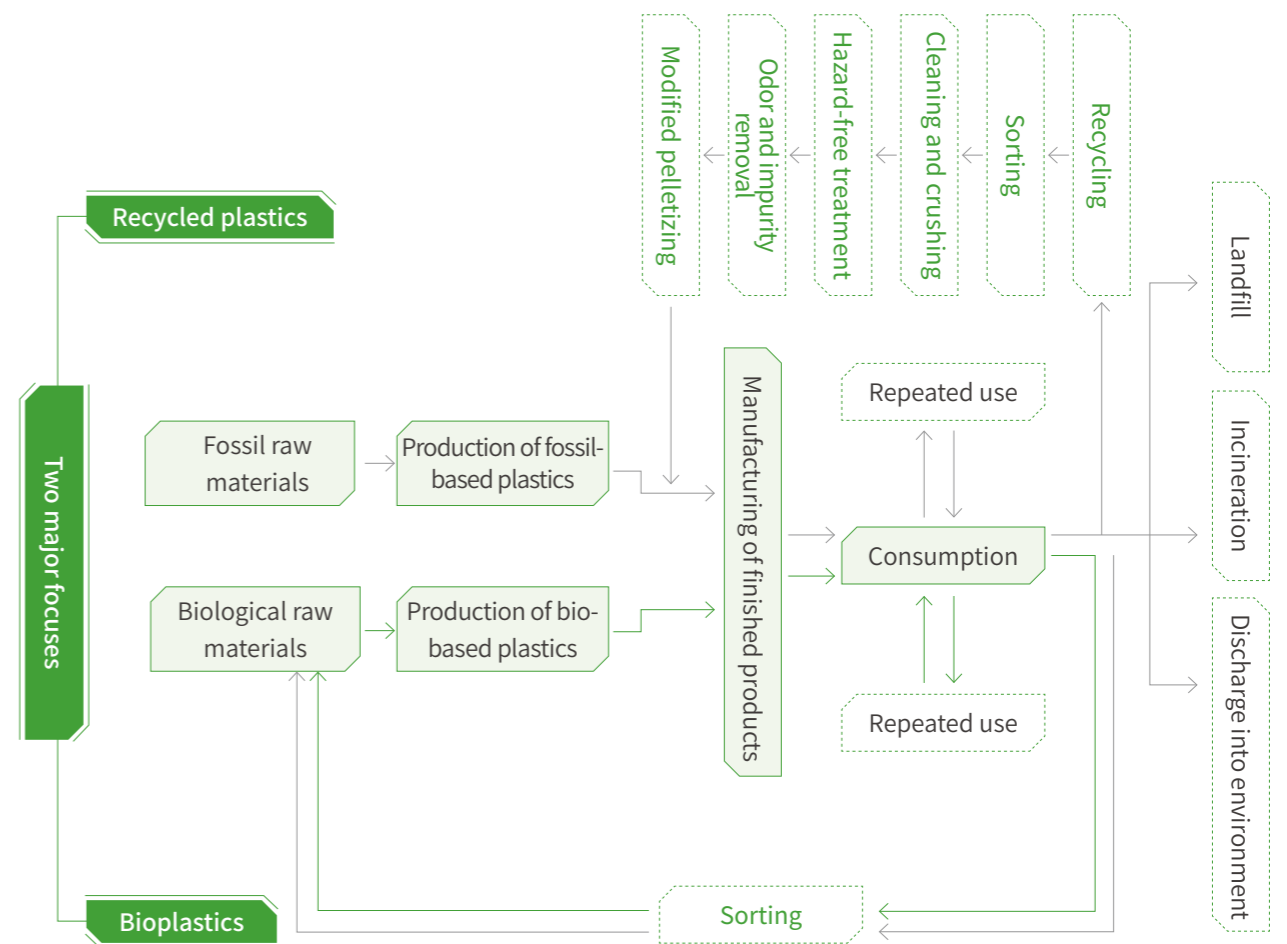 Recycled plastics
Two major focuses
Bioplastics
Modified pelletizing
Odor and impurity
removal
Hazard-free treatment
Cleaning and crushing
Sorting
Recycling
Fossil raw
materials
Production of fossil-
based plastics
Biological raw
materials
Production of bio-
based plastics
Manufacturing of finished products
Repeated use
Consumption
Repeated use
Sorting
Landfill
Incineration
Discharge into environment